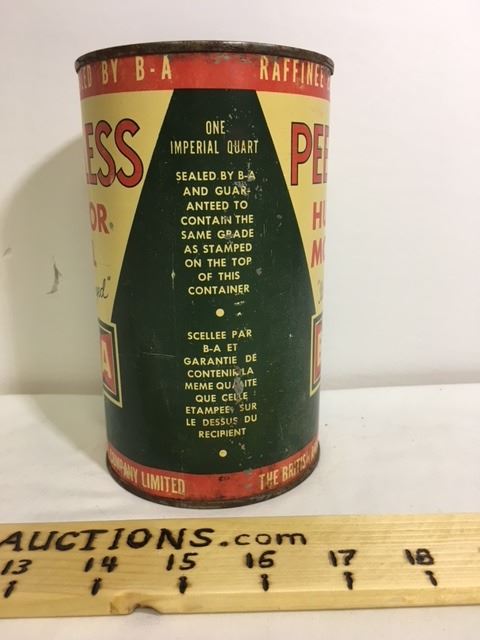 ED BY B-A
RAFFINEE
ESS
PEE
OR
HU
MO
ONE
IMPERIAL QUART
SEALED BY B-A
AND GUAR-
ANTEED TO
CONTAIN THE
SAME GRADE
AS STAMPED
ON THE TOP
OF THIS
CONTAINER
SCELLEE PAR
B-A ET
GARANTIE DE
CONTENIR LA
MEME QUALITE
QUE CELLE
ETAMPEE SUR
LE DESSUS DU
RECIPIENT
A
COMPANY LIMITED
THE BRITISH
AUCTIONS.com
13 14 15 16 17 18